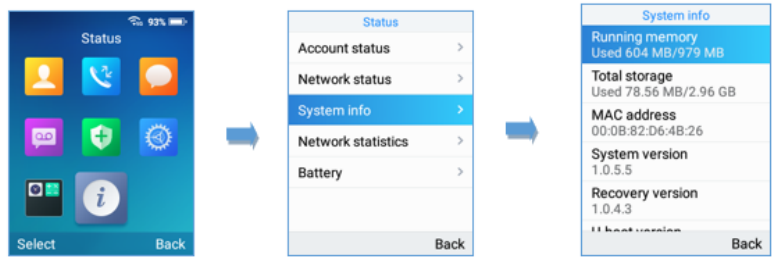 93%
Status
Select
Back
Status
Account status
Network status
System info
Network statistics
Battery
Back
System info
Running memory
Used 604 MB/979 MB
Total storage
Used 78.56 MB/2.96 GB
MAC address
00:0B:82:D6:4B:26
System version
1.0.5.5
Recovery version
1.0.4.3
Back